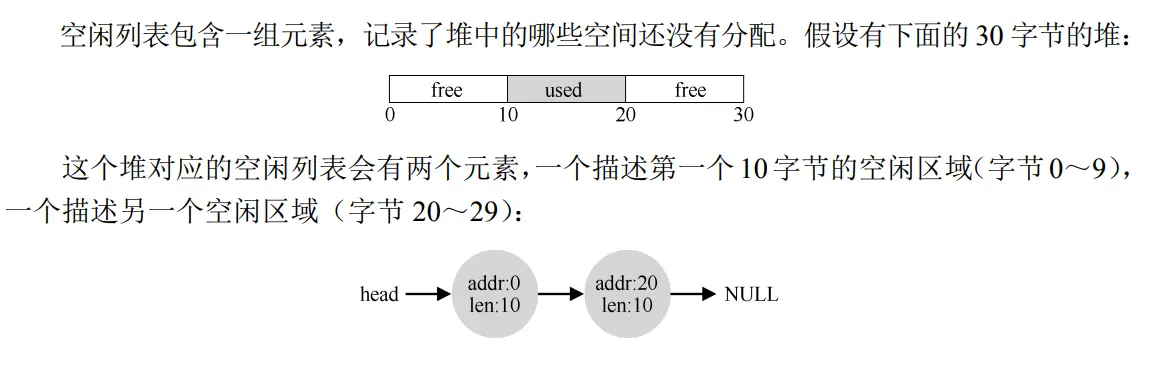 空闲列表包含一组元素，记录了堆中的哪些空间还没有分配。假设有下面的 30 字节的堆：
free used free
0 10 20 30
这个堆对应的空闲列表会有两个元素，一个描述第一个 10 字节的空闲区域（字节 0～9），
一个描述另一个空闲区域（字节 20～29）：
head addr:0 len:10 addr:20 len:10 NULL